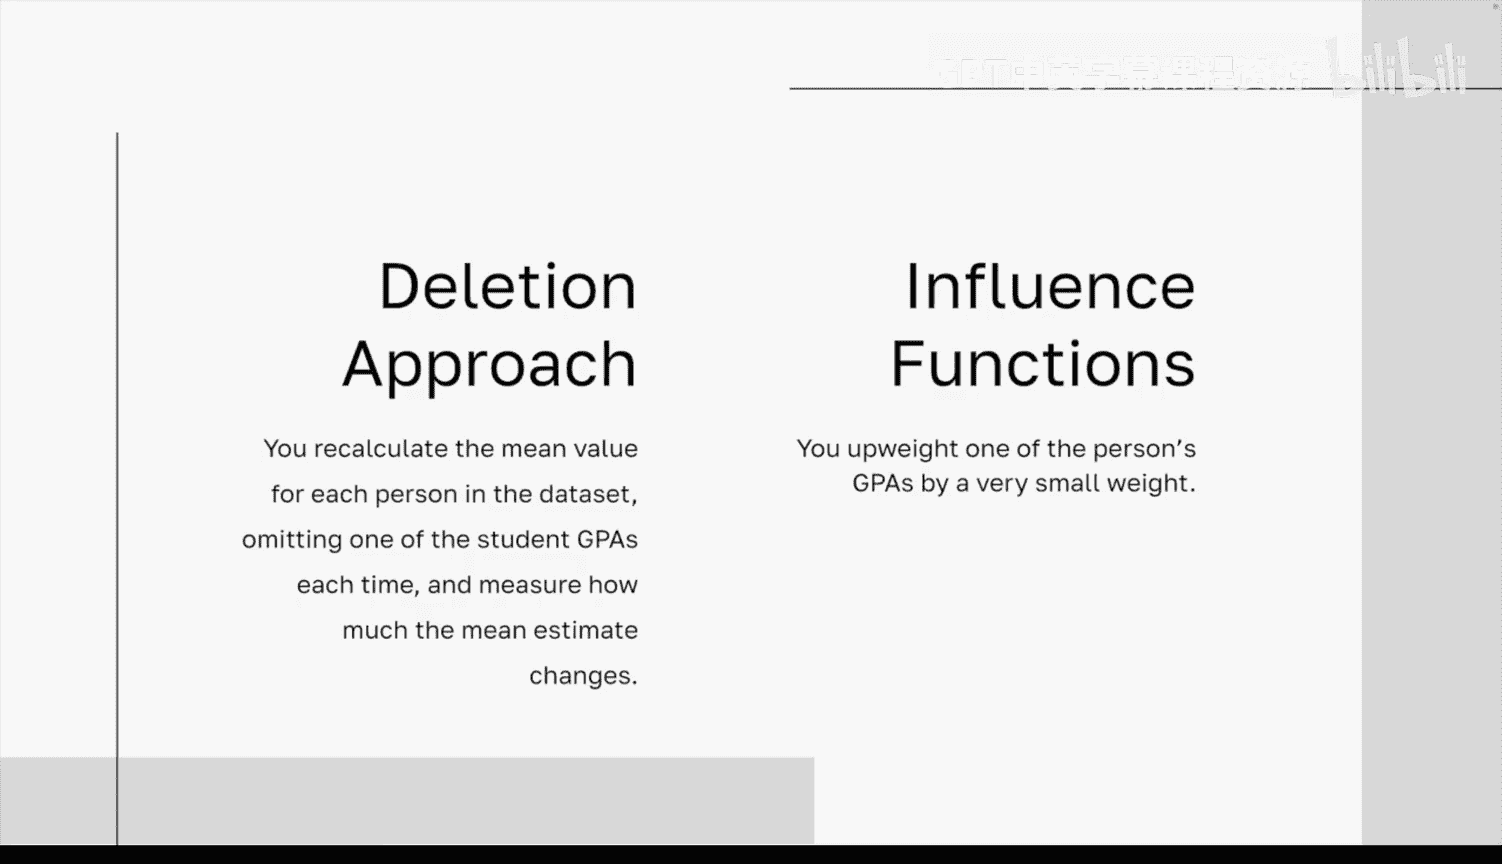 bilibili
Deletion
Approach
You recalculate the mean value
for each person in the dataset,
omitting one of the student GPAs
each time, and measure how
much the mean estimate
changes.
Influence
Functions
You upweight one of the person’s
GPAs by a very small weight.